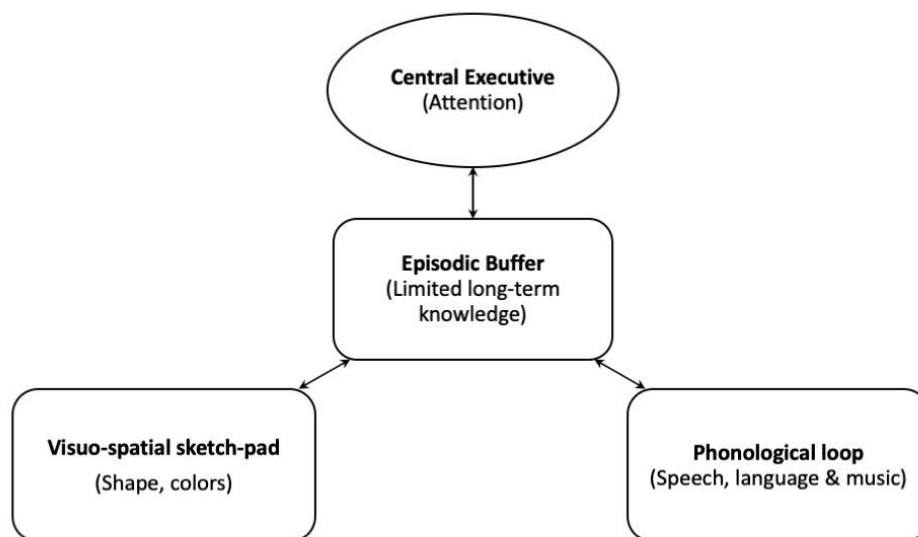 Central Executive
(Attention)
Episodic Buffer
(Limited long-term
knowledge)
Visuo-spatial sketch-pad
(Shape, colors)
Phonological loop
(Speech, language & music)